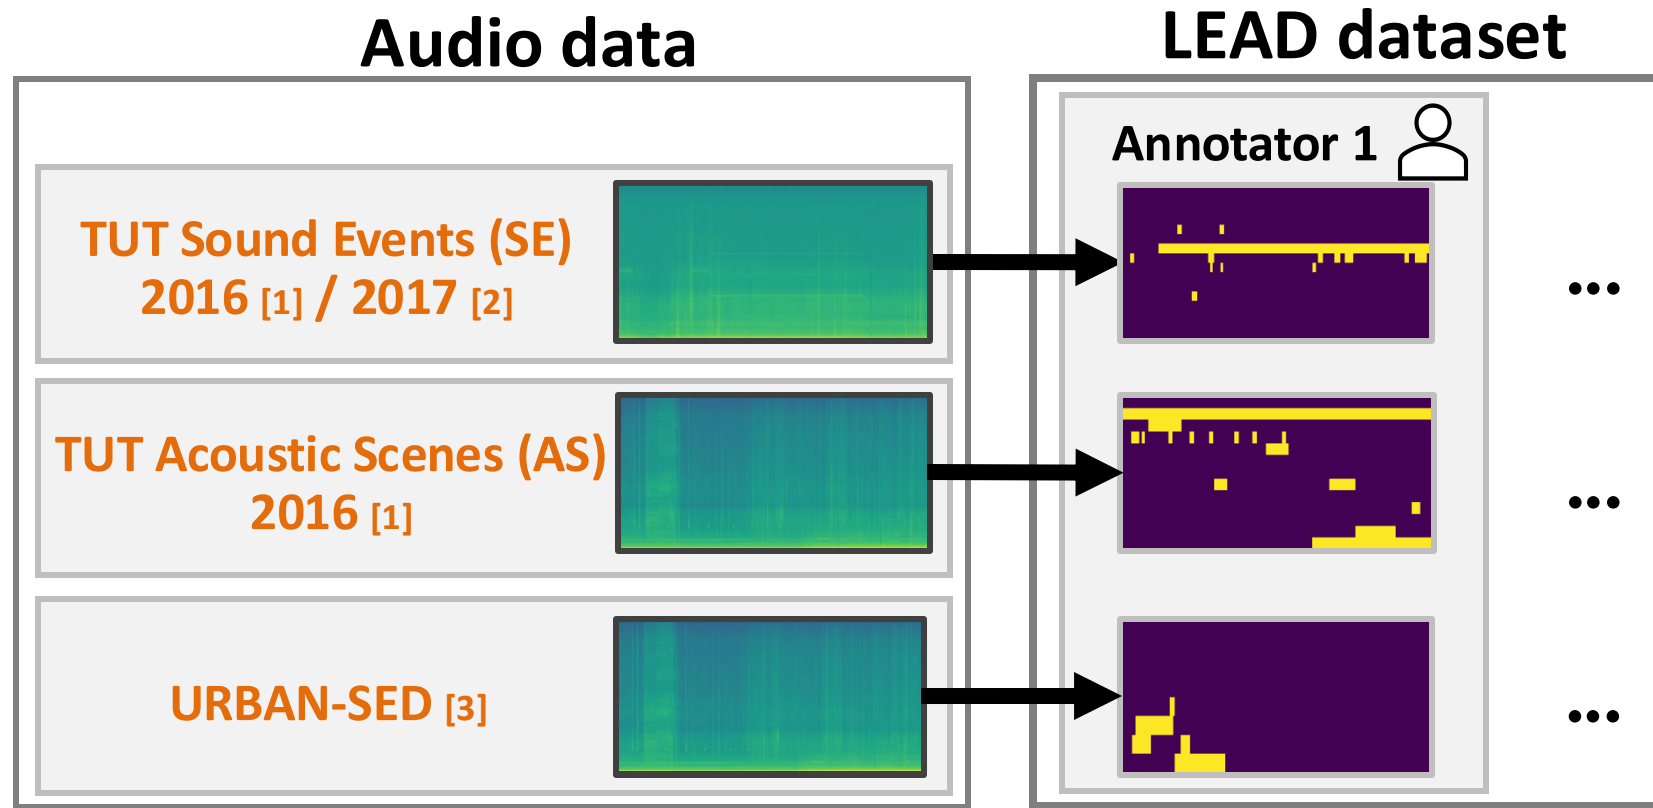 Audio data
TUT Sound Events (SE)
2016 [1] / 2017 [2]
TUT Acoustic Scenes (AS)
2016 [1]
URBAN-SED [3]
LEAD dataset
Annotator 1
...
...
...